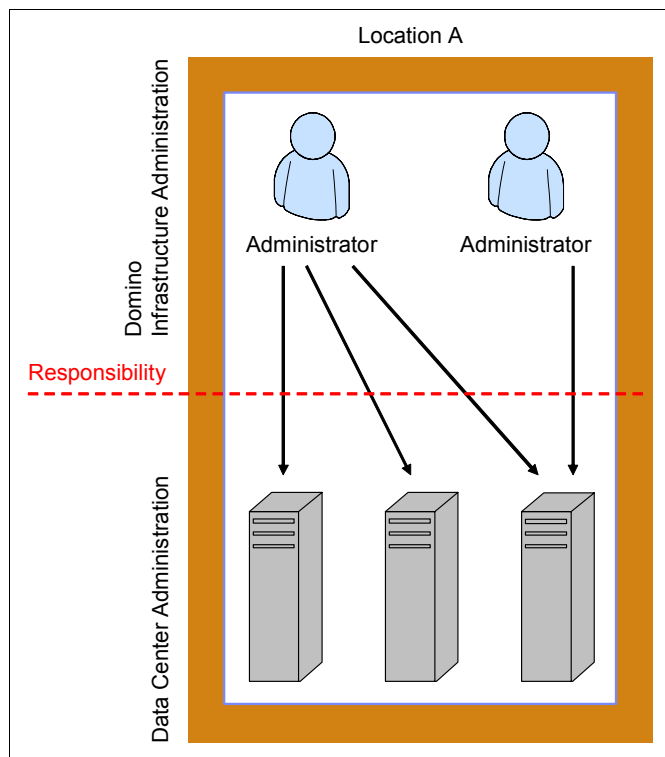 Location A
Domino
Infrastructure Administration
Administrator
Administrator
Responsibility
Data Center Administration